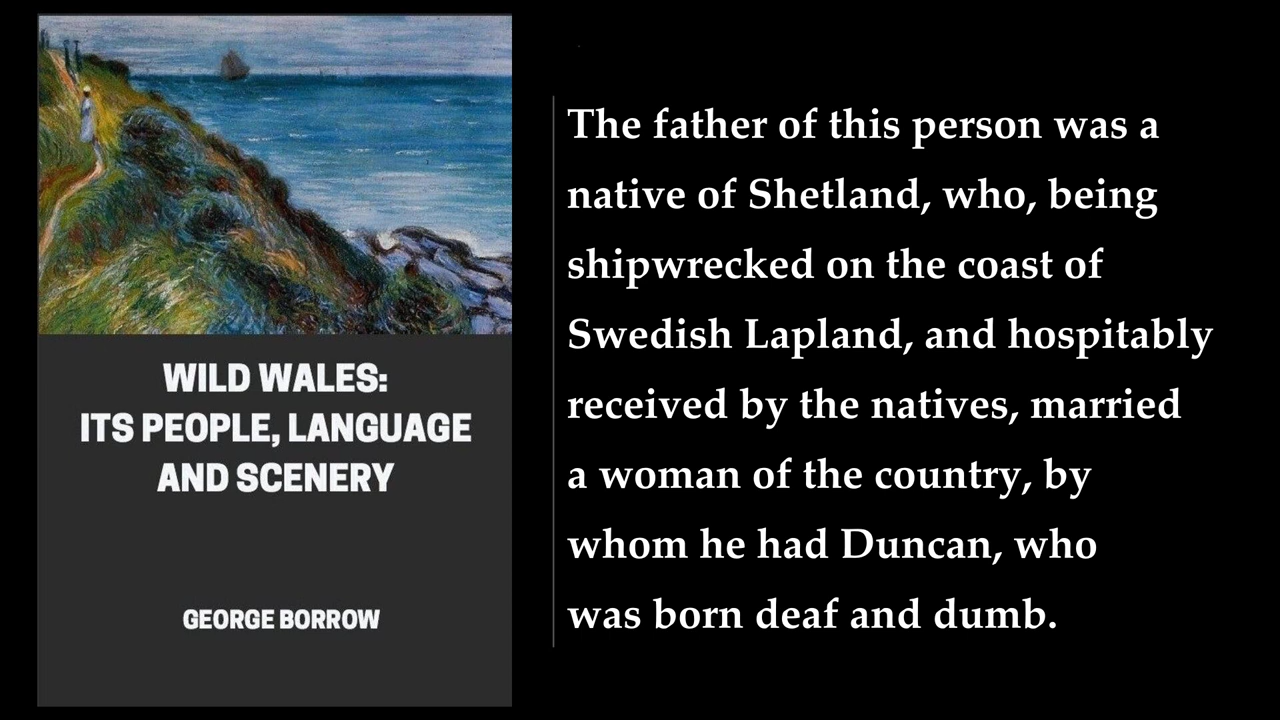 WILD WALES:
ITS PEOPLE, LANGUAGE
AND SCENERY
GEORGE BORROW
The father of this person was a
native of Shetland, who, being
shipwrecked on the coast of
Swedish Lapland, and hospitably
received by the natives, married
a woman of the country, by
whom he had Duncan, who
was born deaf and dumb.